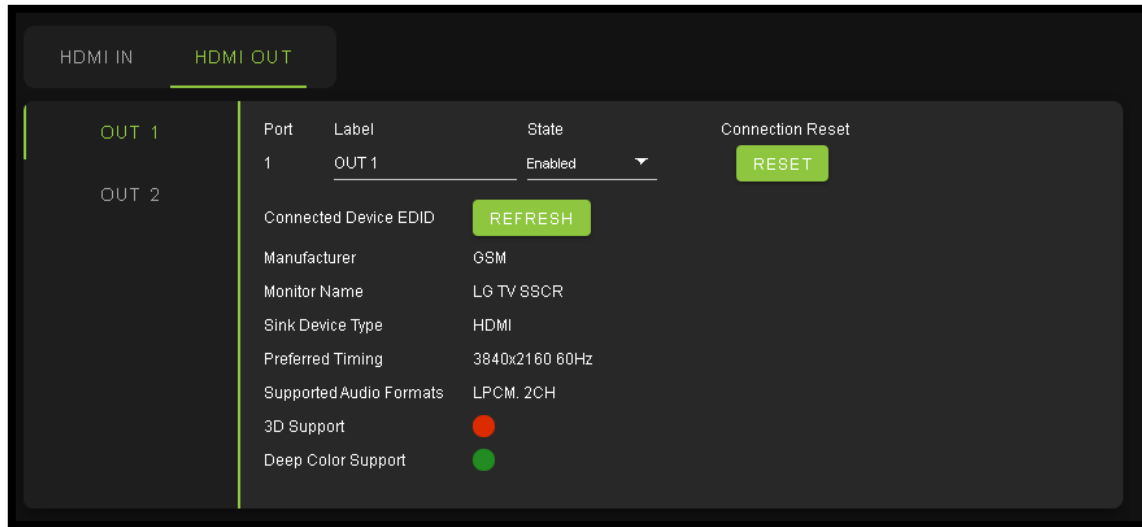 HDMI IN HDMI OUT
OUT 1
OUT 2
Port Label State Connection Reset
1 OUT 1 Enabled RESET
Connected Device EDID REFRESH
Manufacturer GSM
Monitor Name LG TV SSCR
Sink Device Type HDMI
Preferred Timing 3840x2160 60Hz
Supported Audio Formats LPCM. 2CH
3D Support
Deep Color Support